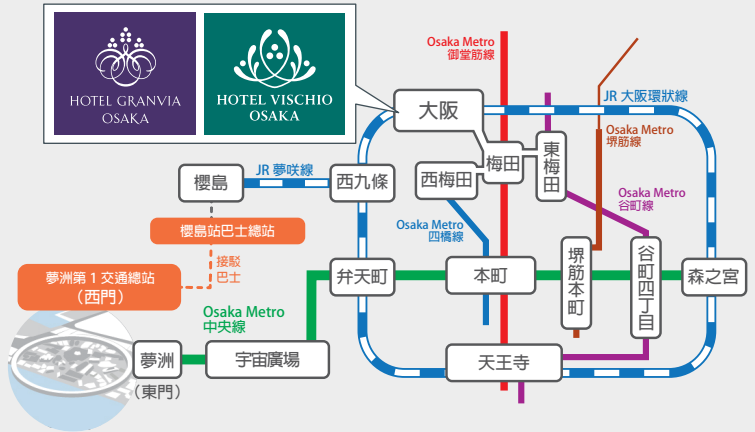 HOTEL GRANVIA
OSAKA
HOTEL VISCHIO
OSAKA
Osaka Metro
御堂筋線
大阪
JR 大阪環狀線
Osaka Metro
堺筋線
梅田
東梅田
西梅田
JR 夢咲線
櫻島
西九條
Osaka Metro
谷町線
Osaka Metro
四橋線
櫻島站巴士總站
接駁
巴士
夢洲第 1 交通總站
（西門）
弁天町
本町
堺筋本町
谷町四丁目
森之宮
Osaka Metro
中央線
夢洲
（東門）
宇宙廣場
天王寺